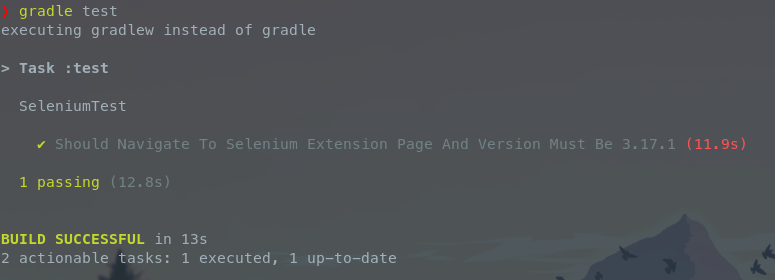 ❯ gradle test
executing gradlew instead of gradle
> Task :test
SeleniumTest
✔ Should Navigate To Selenium Extension Page And Version Must Be 3.17.1 (11.9s)
1 passing (12.8s)
BUILD SUCCESSFUL in 13s
2 actionable tasks: 1 executed, 1 up-to-date